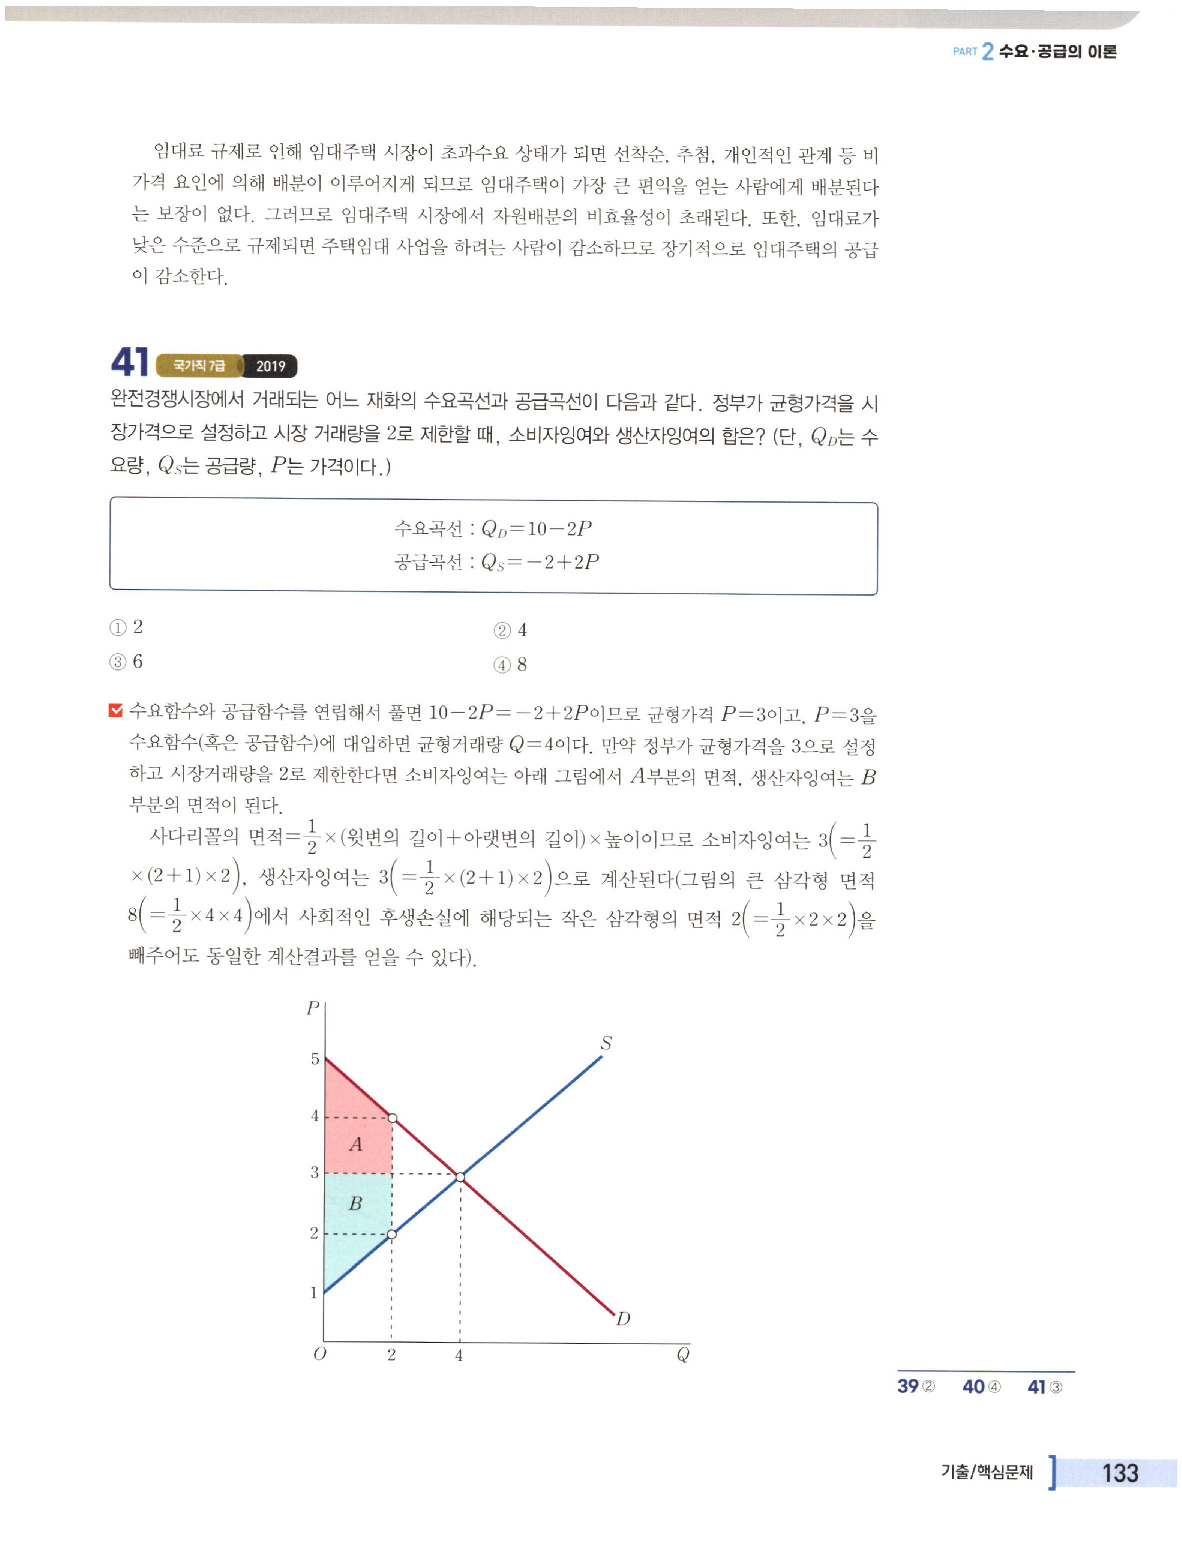 PART 2 수요·공급의 이론
임대료 규제로 인해 임대주택 시장이 초과수요 상태가 되면 선착순, 추첨, 개인적인 관계 등 비
가격 요인에 의해 배분이 이루어지게 되므로 임대주택이 가장 큰 편익을 얻는 사람에게 배분된다
는 보장이 없다. 그러므로 임대주택 시장에서 자원배분의 비효율성이 초래된다. 또한, 임대료가
낮은 수준으로 규제되면 주택임대 사업을 하려는 사람이 감소하므로 장기적으로 임대주택의 공급
이 감소한다.
41 국가직 7급 2019
완전경쟁시장에서 거래되는 어느 재화의 수요곡선과 공급곡선이 다음과 같다. 정부가 균형가격을 시
장가격으로 설정하고 시장 거래량을 2로 제한할 때, 소비자잉여와 생산자잉여의 합은? (단, Q_D는 수
요량, Q_S는 공급량, P는 가격이다.)
수요곡선 : Q_D=10-2P
공급곡선 : Q_S=-2+2P
① 2 ② 4
③ 6 ④ 8
수요함수와 공급함수를 연립해서 풀면 10-2P=-2+2P이므로 균형가격 P=3이고, P=3을
수요함수(혹은 공급함수)에 대입하면 균형거래량 Q=4이다. 만약 정부가 균형가격을 3으로 설정
하고 시장거래량을 2로 제한한다면 소비자잉여는 아래 그림에서 A부분의 면적, 생산자잉여는 B
부분의 면적이 된다.
사다리꼴의 면적=1/2×(윗변의 길이+아랫변의 길이)×높이이므로 소비자잉여는 3(=1/2
×(2+1)×2), 생산자잉여는 3(=1/2×(2+1)×2)으로 계산된다(그림의 큰 삼각형 면적
8(=1/2×4×4)에서 사회적인 후생손실에 해당되는 작은 삼각형의 면적 2(=1/2×2×2)을
빼주어도 동일한 계산결과를 얻을 수 있다).
P
S
5
4
A
3
B
2
1
D
O 2 4 Q
39② 40④ 41③
기출/핵심문제 133